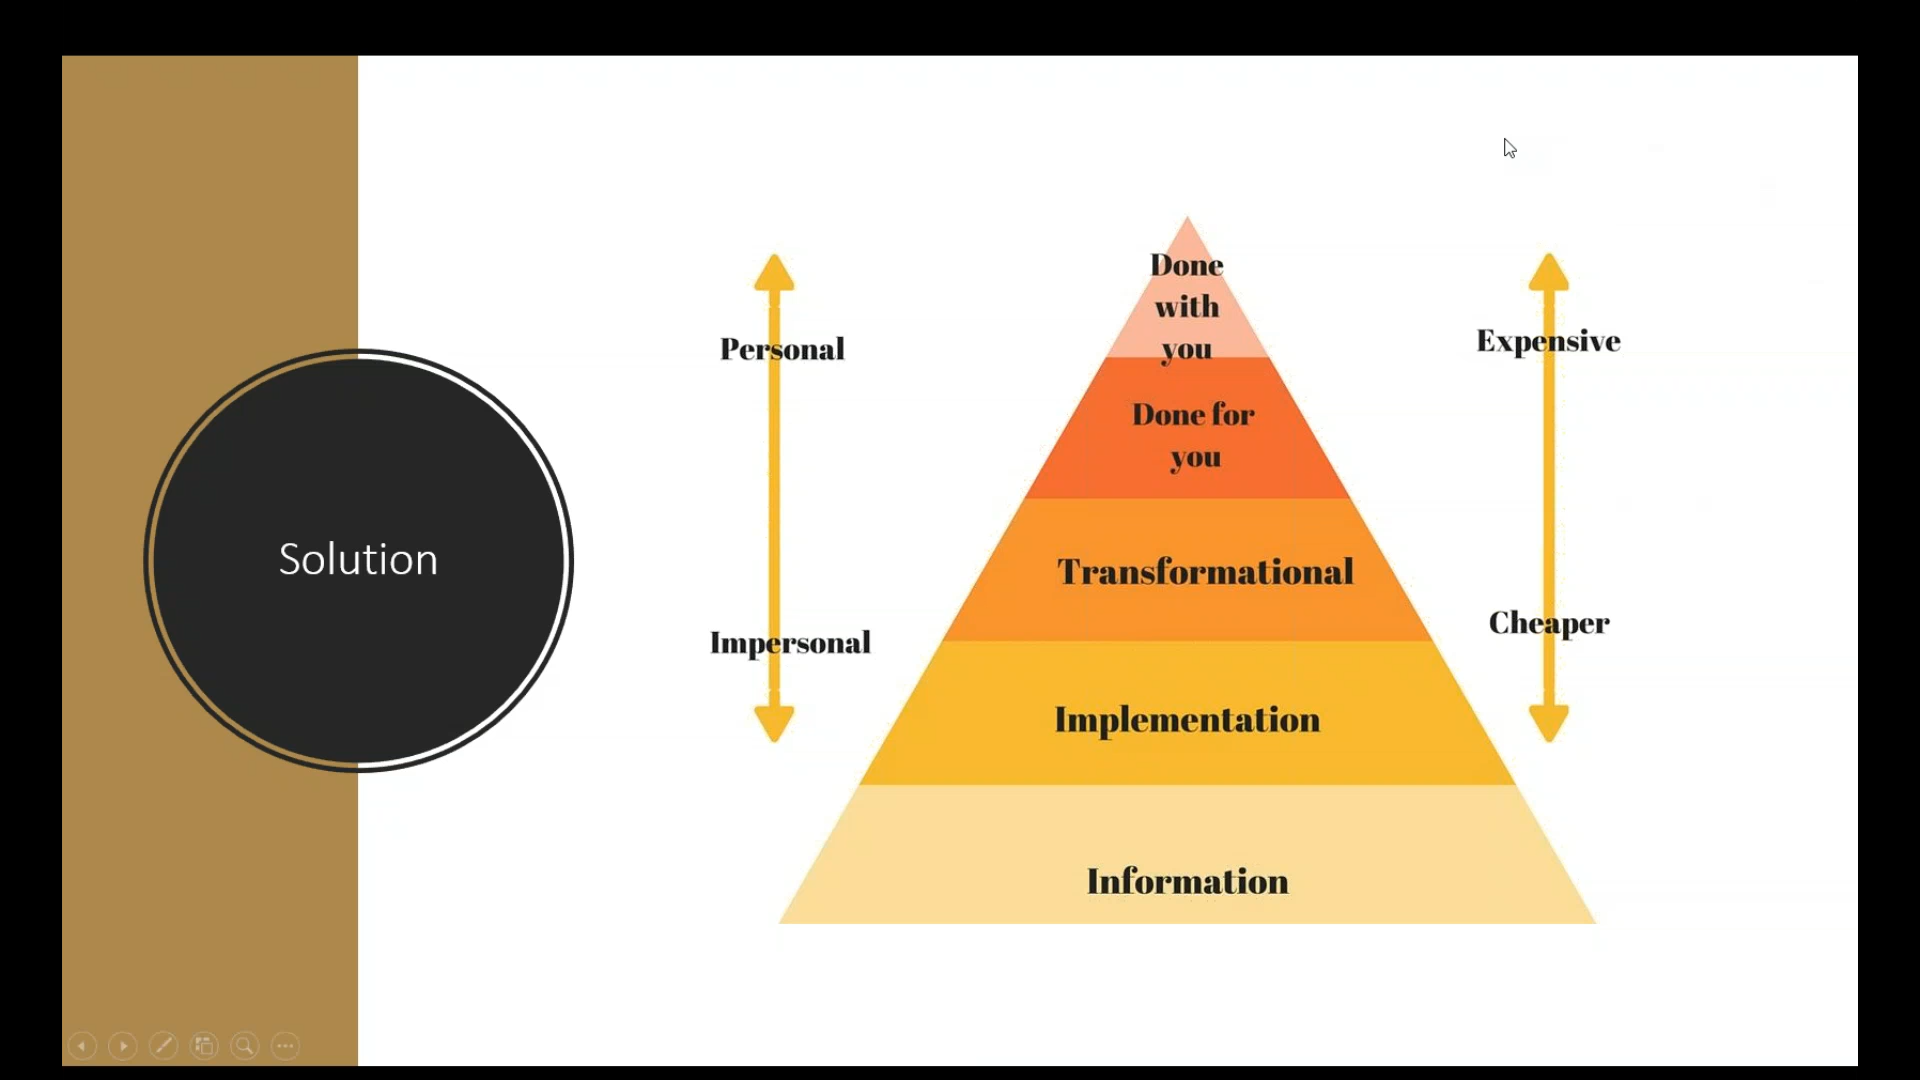 Solution
Personal
Impersonal
Done
with
you
Done for
you
Transformational
Implementation
Information
Expensive
Cheaper